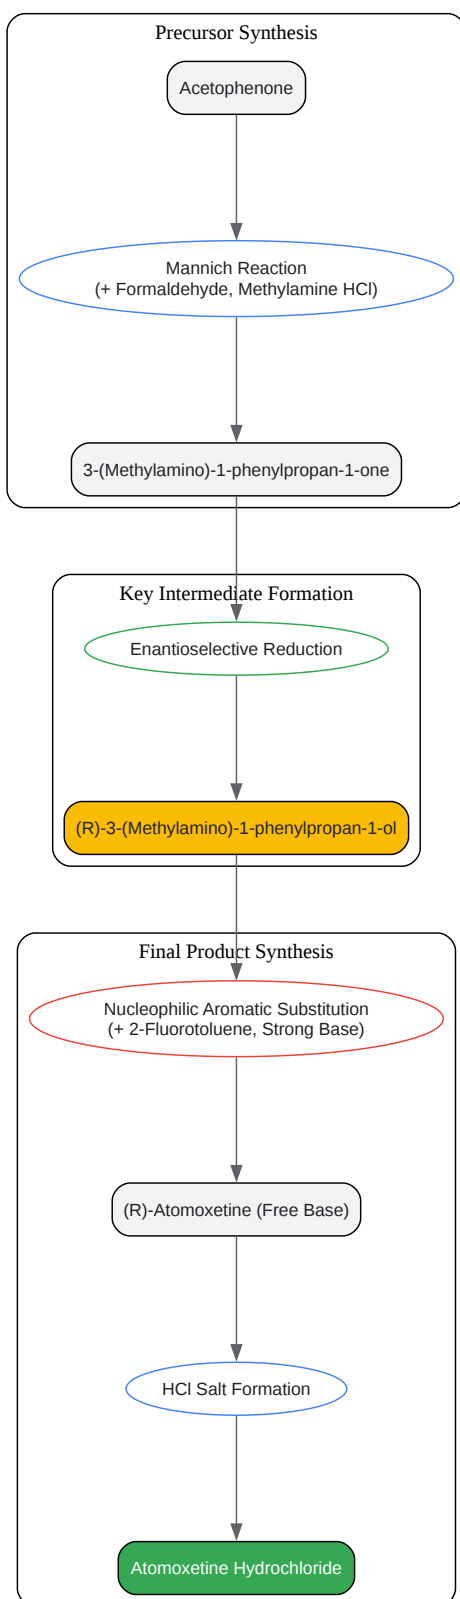 Precursor Synthesis
Acetophenone
Mannich Reaction
(+ Formaldehyde, Methylamine HCl)
3-(Methylamino)-1-phenylpropan-1-one
Key Intermediate Formation
Enantioselective Reduction
(R)-3-(Methylamino)-1-phenylpropan-1-ol
Final Product Synthesis
Nucleophilic Aromatic Substitution
(+ 2-Fluorotoluene, Strong Base)
(R)-Atomoxetine (Free Base)
HCl Salt Formation
Atomoxetine Hydrochloride